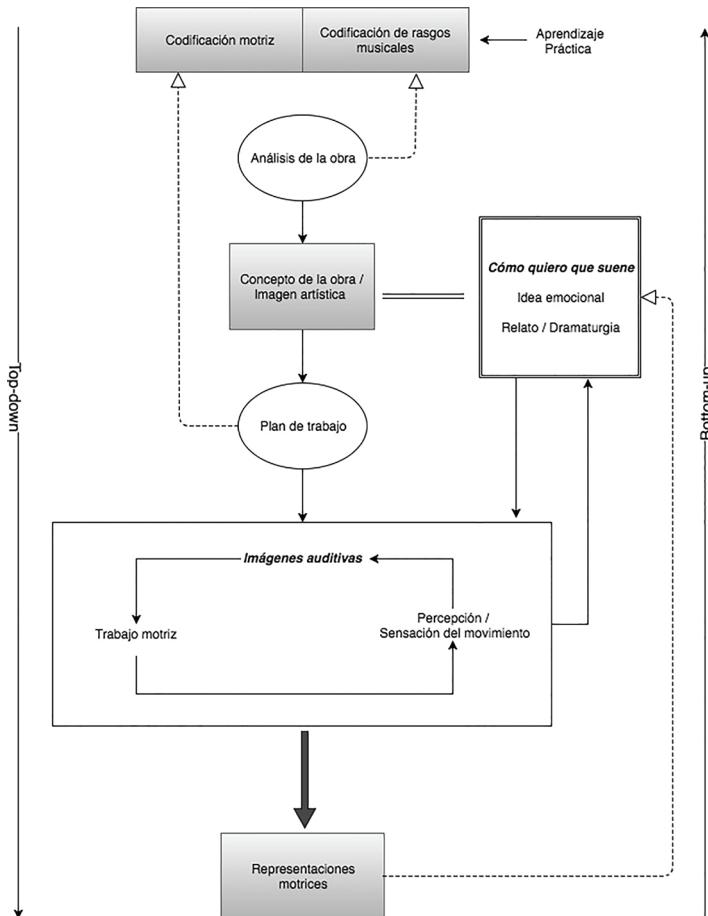 Codificación motriz
Codificación de rasgos
musicales
Aprendizaje
Práctica
Análisis de la obra
Concepto de la obra /
Imagen artística
Cómo quiero que suene
Idea emocional
Relato / Dramaturgia
Top-down
Bottom-up
Plan de trabajo
Imágenes auditivas
Trabajo motriz
Percepción /
Sensación del movimiento
Representaciones
motrices